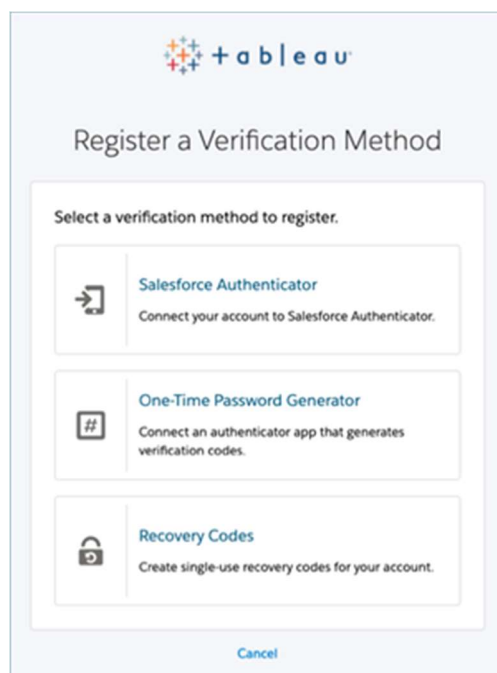 +ableau
Register a Verification Method
Select a verification method to register.
Salesforce Authenticator
Connect your account to Salesforce Authenticator.
#
One-Time Password Generator
Connect an authenticator app that generates
verification codes.
Recovery Codes
Create single-use recovery codes for your account.
Cancel